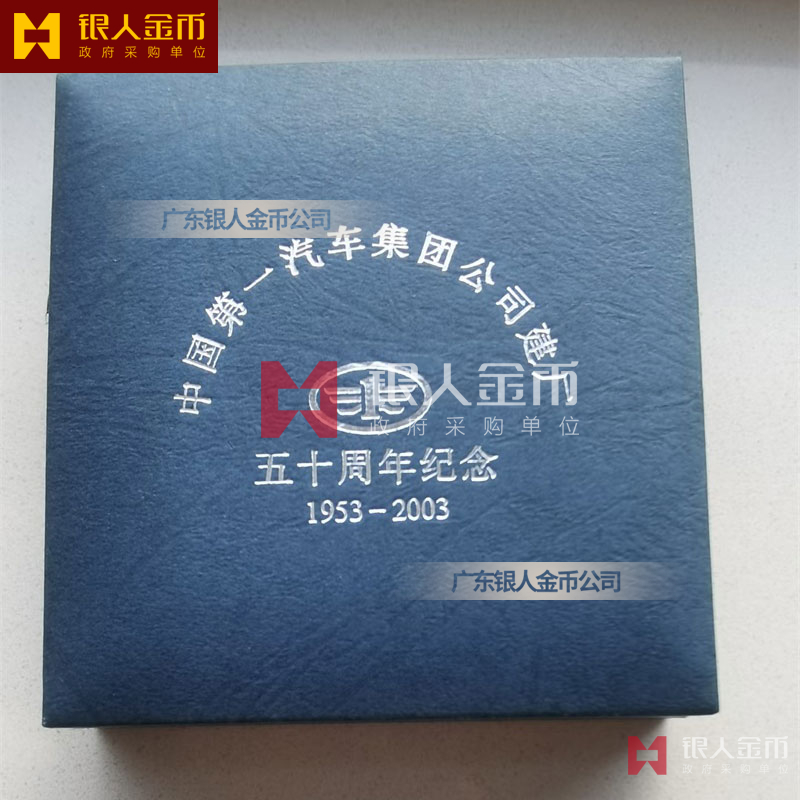 银人金币
政府采购单位
广东银人金币公司
中国第一汽车集团公司建厂
银人金币
政府采购单位
五十周年纪念
1953-2003
广东银人金币公司
银人金币
政府采购单位